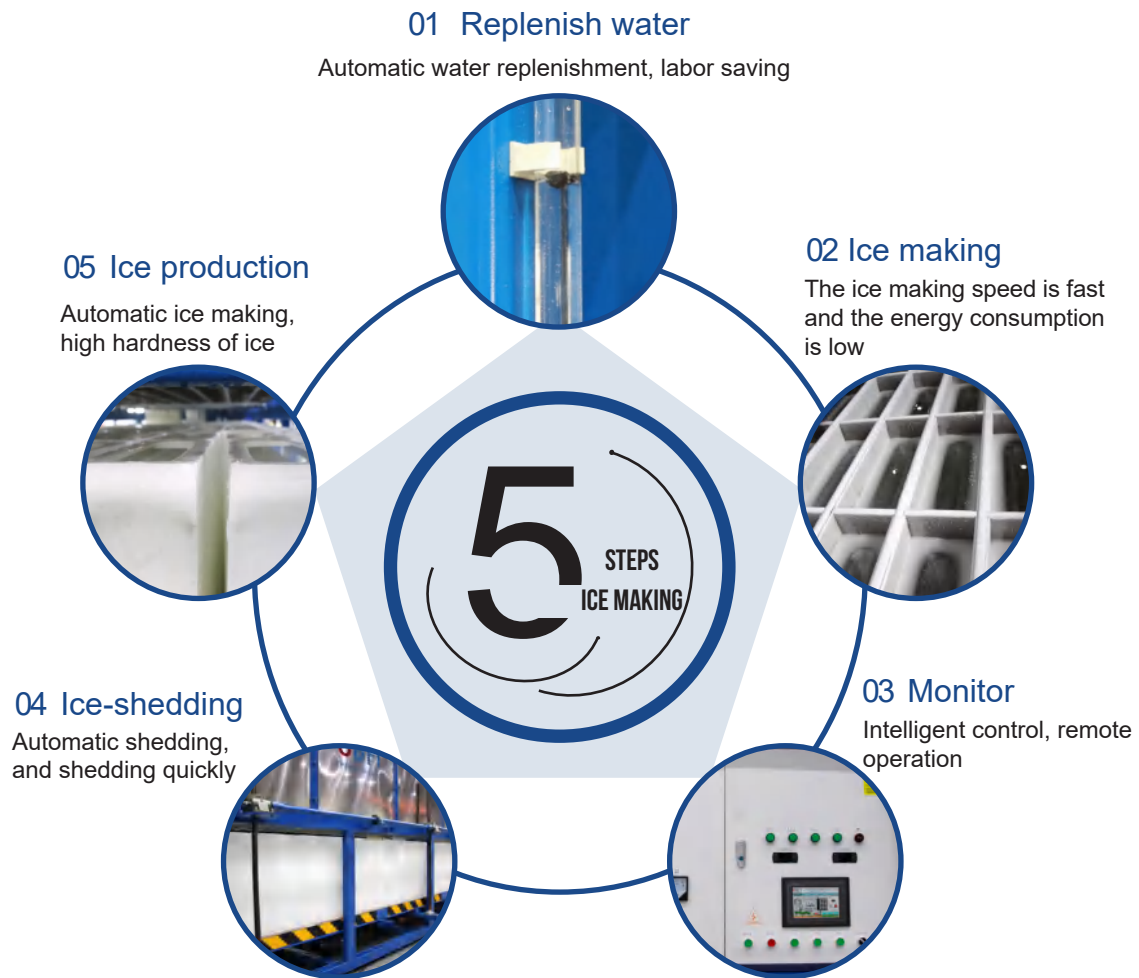 01 Replenish water
Automatic water replenishment, labor saving
02 Ice making
The ice making speed is fast
and the energy consumption
is low
03 Monitor
Intelligent control, remote
operation
04 Ice-shedding
Automatic shedding,
and shedding quickly
05 Ice production
Automatic ice making,
high hardness of ice
5
STEPS
ICE MAKING